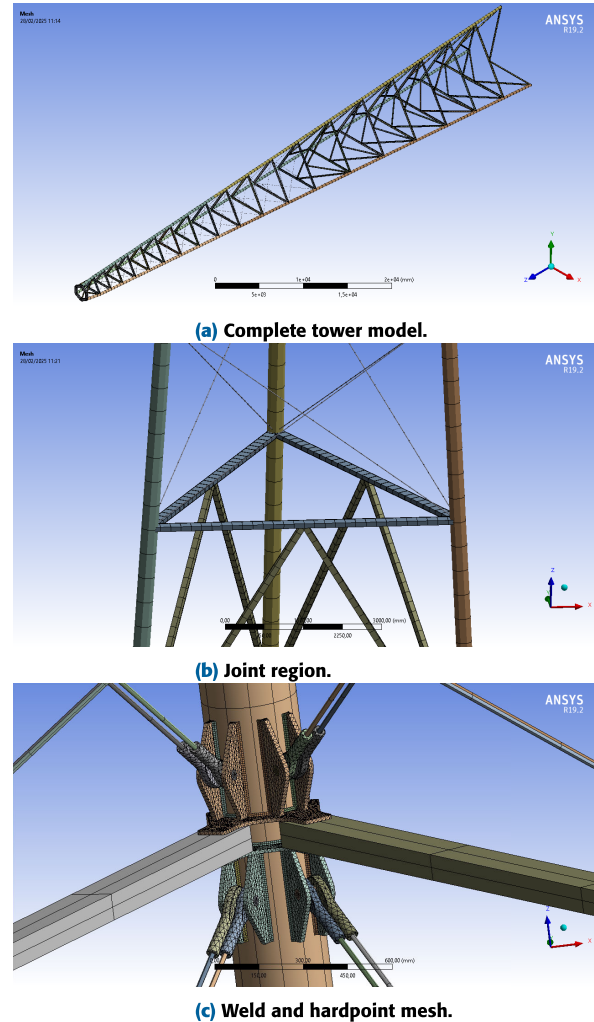 Mesh
20/02/2025 11:14
ANSYS
R19.2
Y
Z
X
0
1e+04
2e+04 (mm)
5e+03
1,5e+04
(a) Complete tower model.
Mesh
20/02/2025 11:21
ANSYS
R19.2
Z
X
0,00
3000,00 (mm)
2250,00
(b) Joint region.
ANSYS
R19.2
Z
X
300,00
600,00 (mm)
150,00
450,00
(c) Weld and hardpoint mesh.